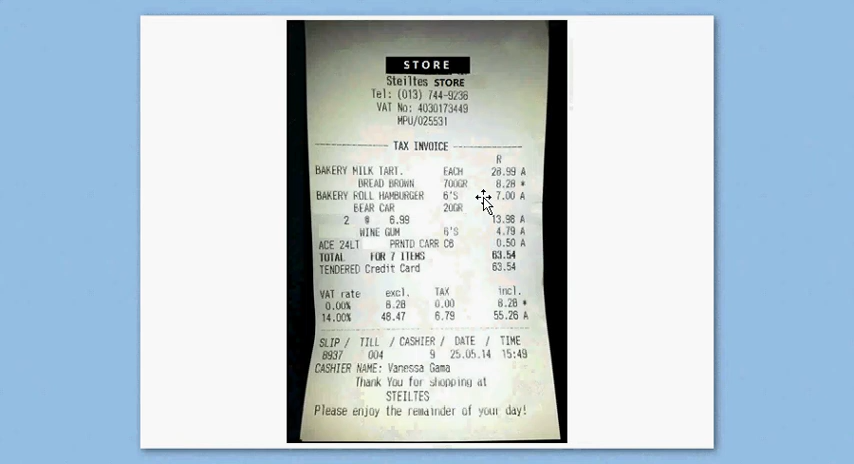 STORE
Steiltes STORE
Tel: (013) 744-9238
VAT No: 4030173449
MPU/025531
TAX INVOICE
R
BAKERY MILK TART. EACH 28.99 A
BREAD BROWN 700GR 8.28 *
BAKERY ROLL HAMBURGER 6'S 7.00 A
BEAR CAR 20GR
2 @ 6.99 13.98 A
WINE GUM 6'S 4.79 A
ACE 24LT PRNTD CARR C6 0.50 A
TOTAL FOR 7 ITEMS 63.54
TENDERED Credit Card 63.54
VAT rate excl. TAX incl.
0.00% 8.28 0.00 8.28 *
14.00% 48.47 6.79 55.26 A
SLIP / TILL / CASHIER / DATE / TIME
8937 004 9 25.05.14 15:49
CASHIER NAME: Vanessa Gama
Thank You for shopping at
STEILTES
Please enjoy the remainder of your day!